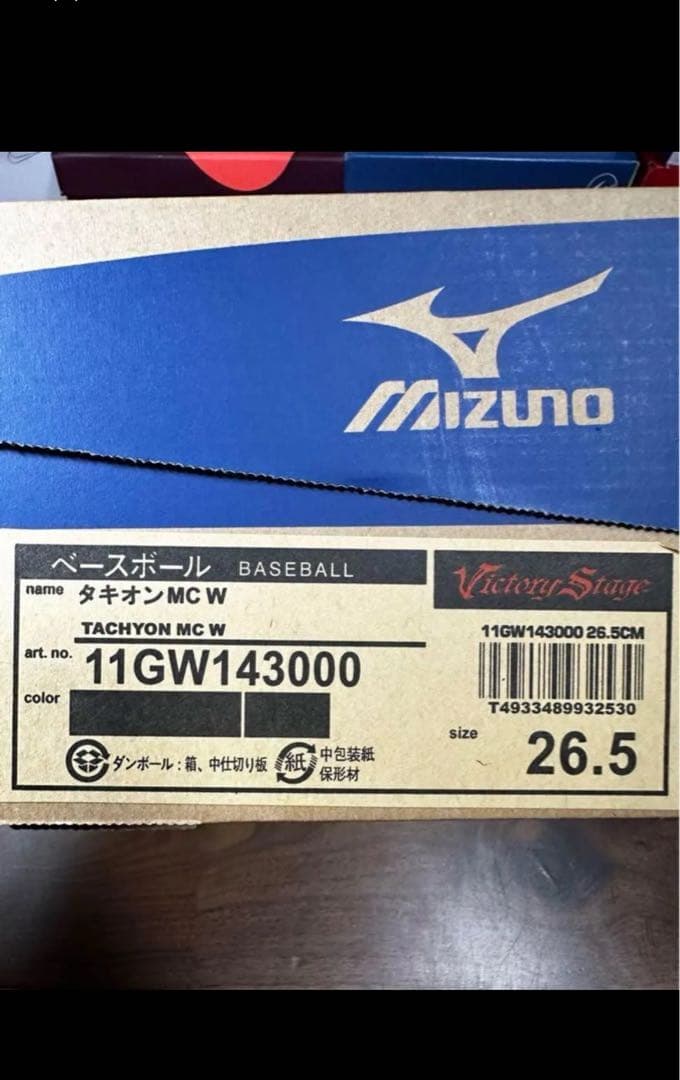 MIZUNO
ベースボール BASEBALL
Victory Stage
name タキオンMC W
TACHYON MC W
11GW143000 26.5CM
art. no. 11GW143000
T4933489932530
color
size 26.5
ダンボール：箱、中仕切り板
紙 中包装紙
保形材